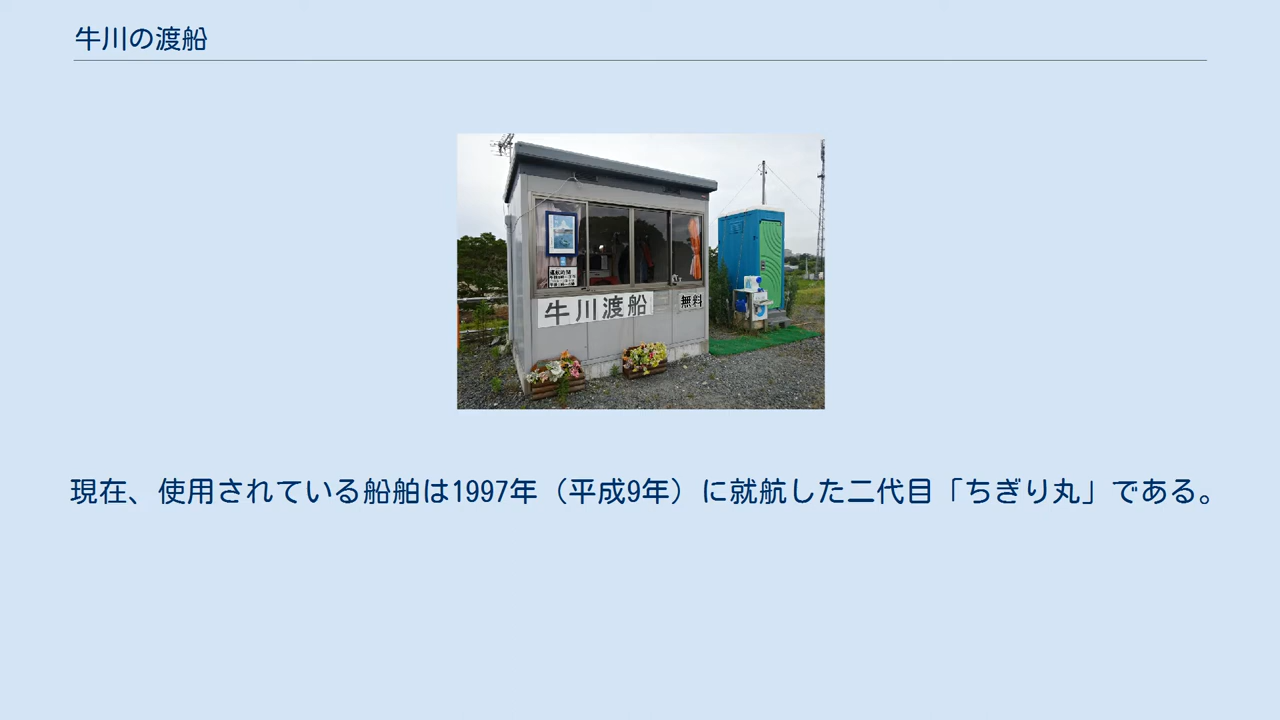 牛川の渡船
牛川渡船
無料
現在、使用されている船舶は1997年（平成9年）に就航した二代目「ちぎり丸」である。